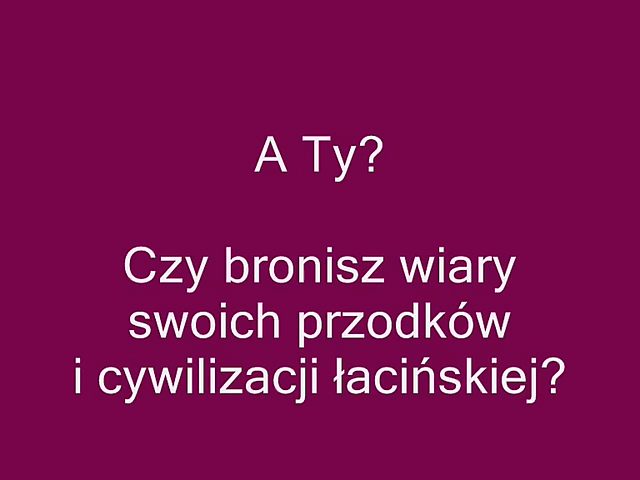 A Ty?
Czy bronisz wiary
swoich przodków
i cywilizacji łacińskiej?